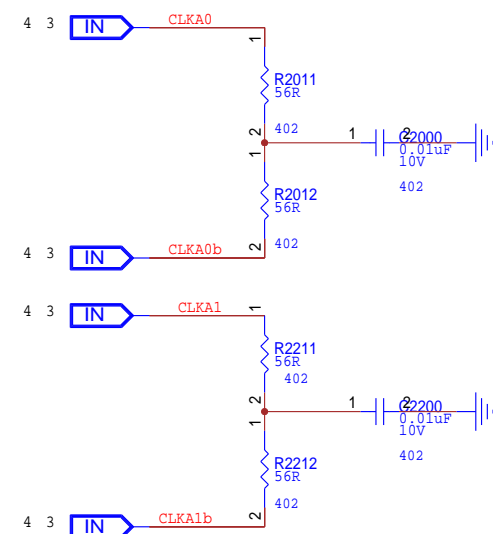 4 3 IN CLKA0
1
R2011
56R
402
2
1
1 2
C2000
0.01uF
10V
402
R2012
56R
402
2
4 3 IN CLKA0b
4 3 IN CLKA1
1
R2211
56R
402
2
1
1 2
C2200
0.01uF
10V
402
R2212
56R
402
2
4 3 IN CLKA1b